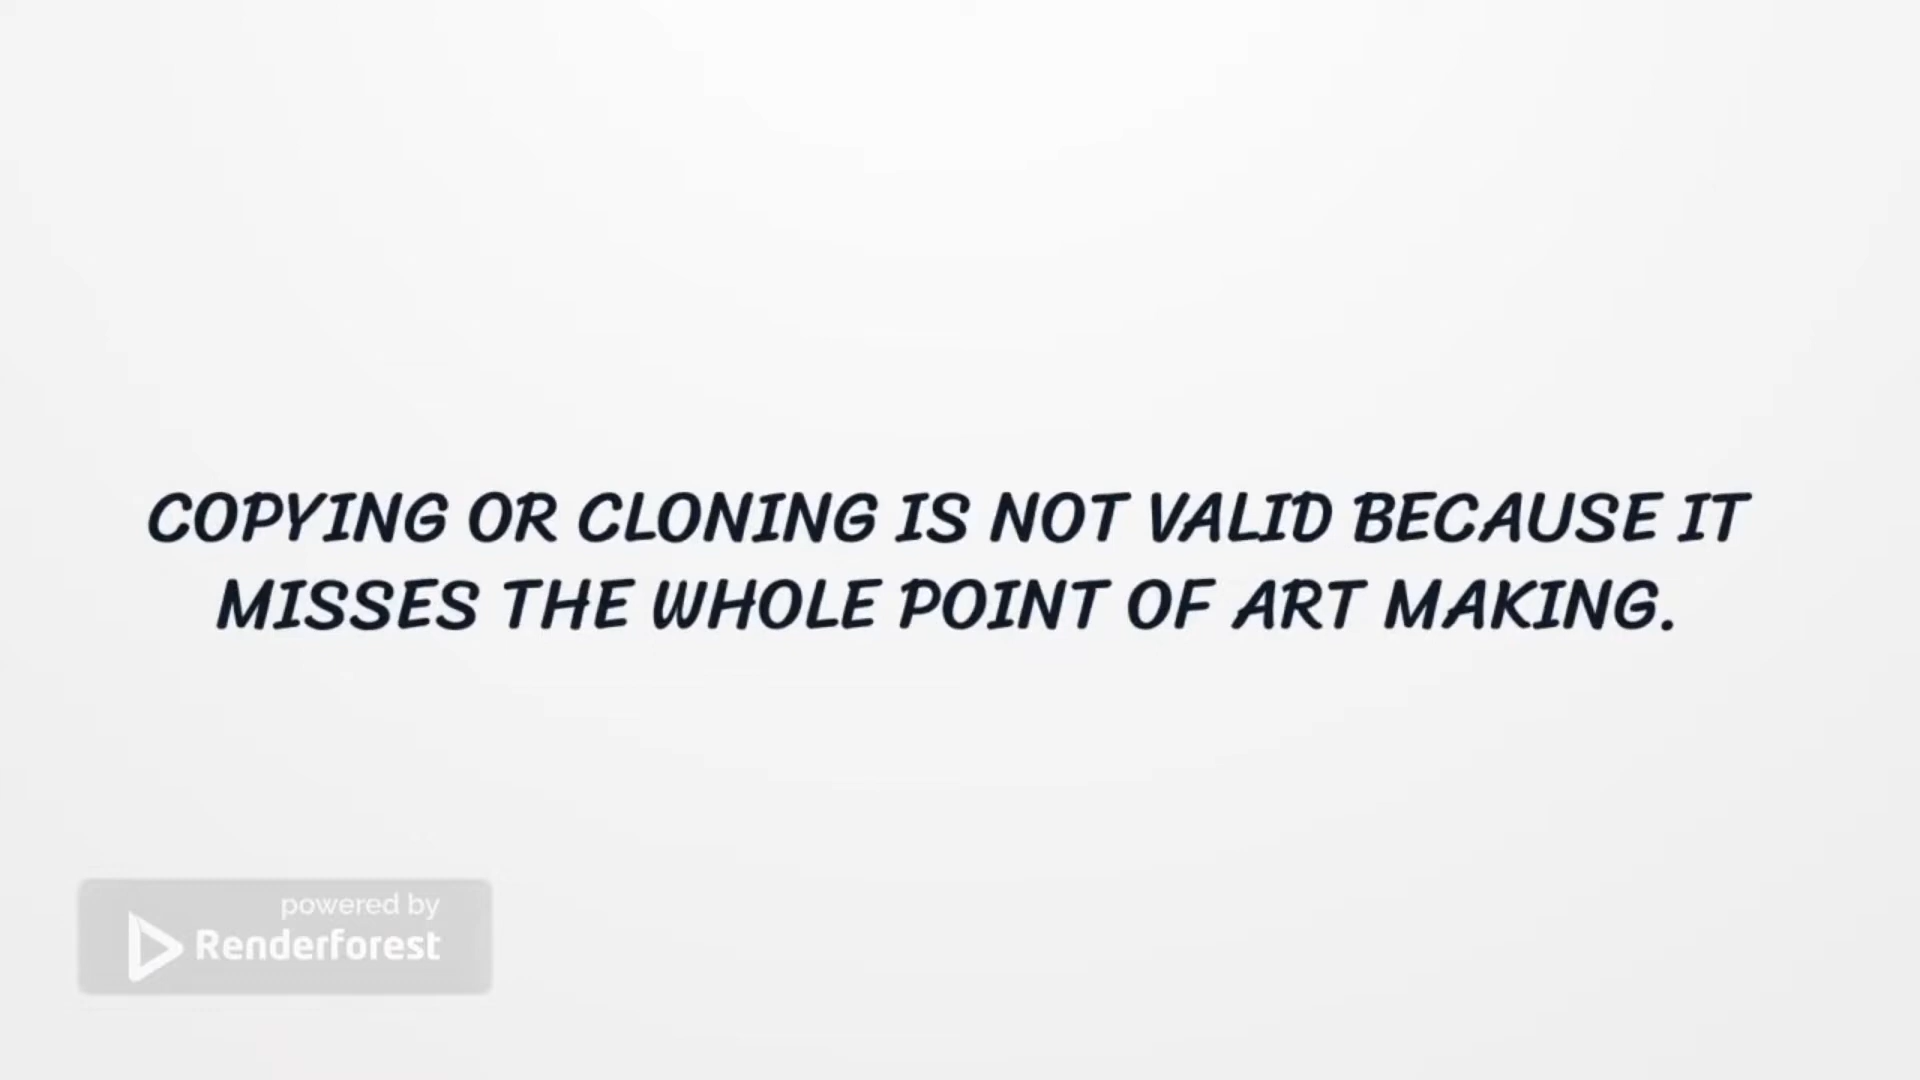 COPYING OR CLONING IS NOT VALID BECAUSE IT
MISSES THE WHOLE POINT OF ART MAKING.
powered by
Renderforest